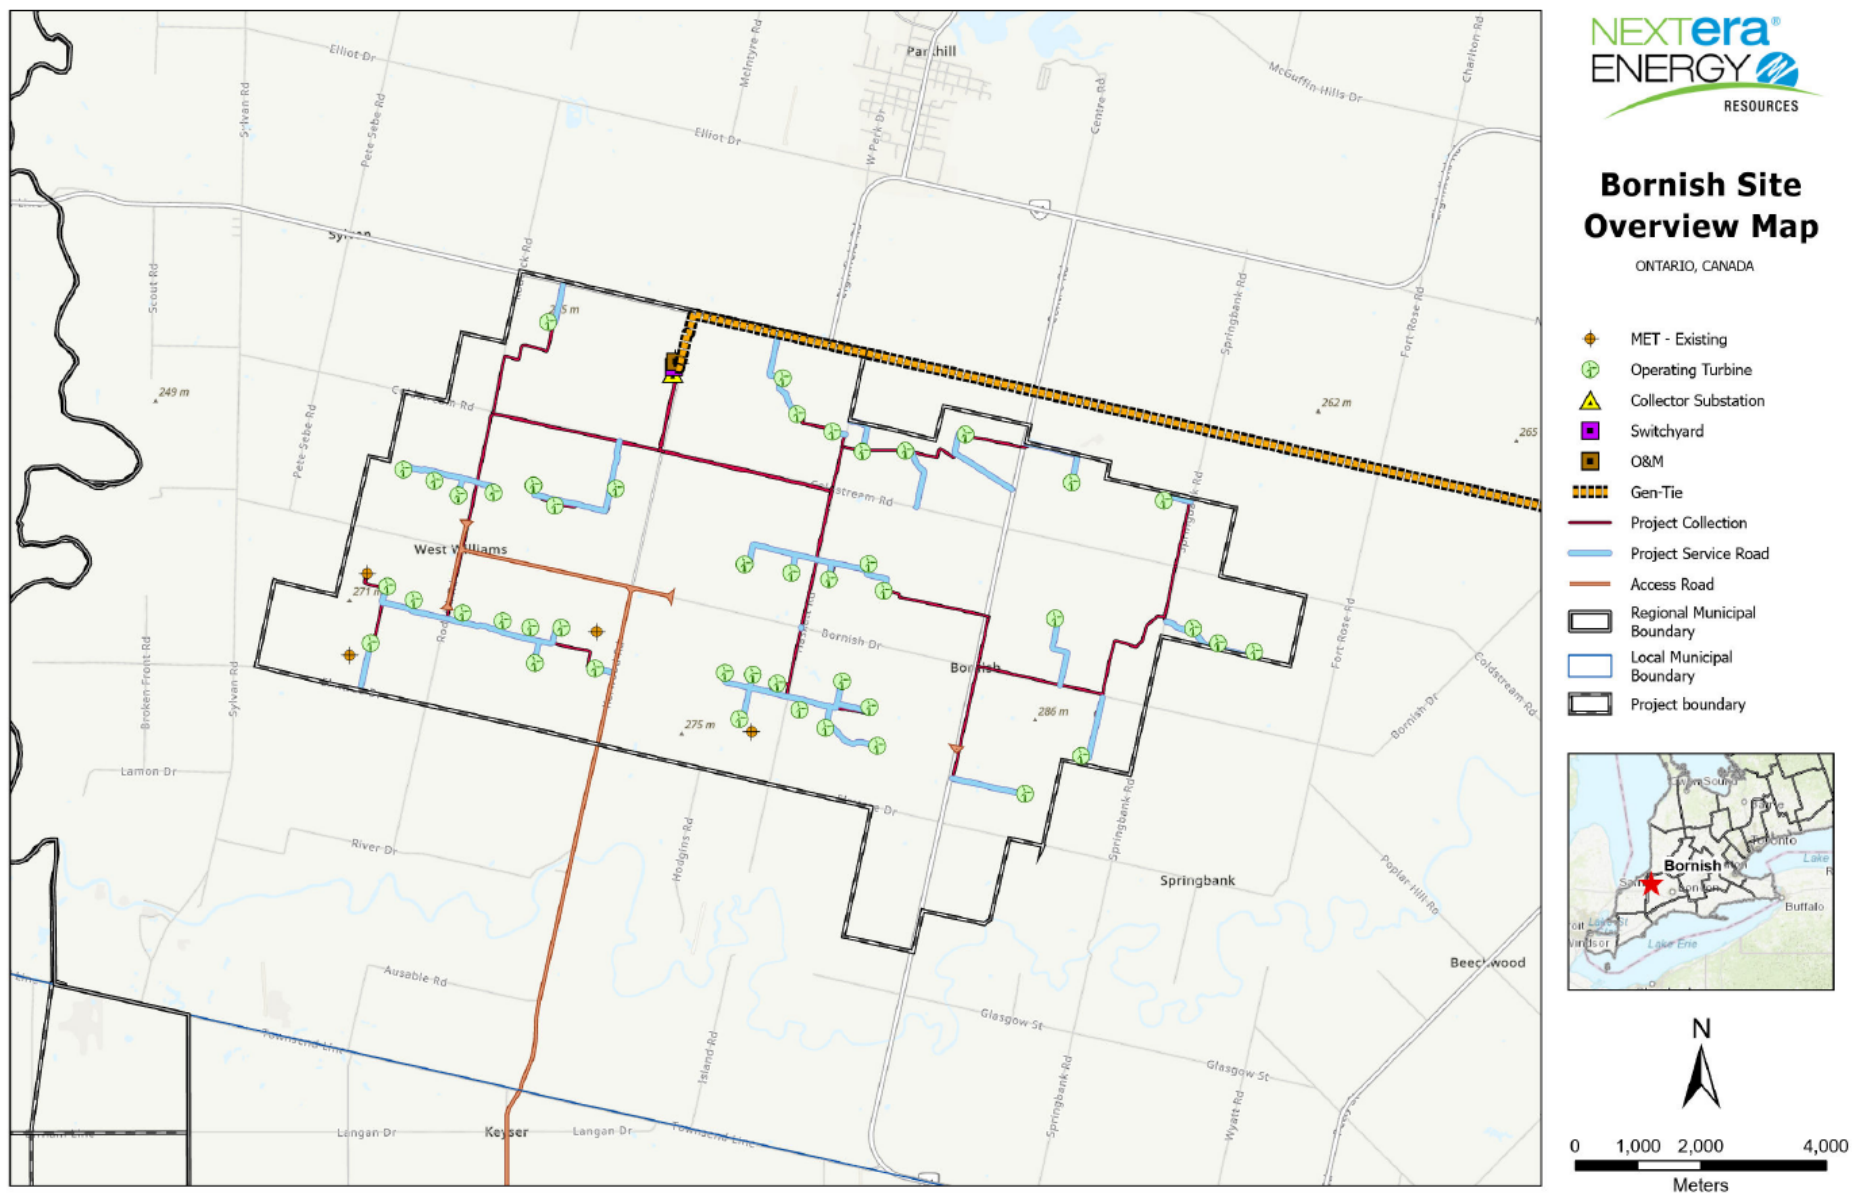 NEXTera®
ENERGY
RESOURCES
Bornish Site
Overview Map
ONTARIO, CANADA
MET - Existing
Operating Turbine
Collector Substation
Switchyard
O&M
Gen-Tie
Project Collection
Project Service Road
Access Road
Regional Municipal
Boundary
Local Municipal
Boundary
Project boundary
Bornish
Toronto
London
Buffalo
Lake Erie
Lake
N
0 1,000 2,000 4,000
Meters
Elliot Dr
McIntyre Rd
Parkhill
McGuffin Hills Dr
Charlton Rd
Sylvan Rd
Pete Sebe Rd
Elliot Dr
W Park Dr
Centre Rd
Sylvan
Scout Rd
Springbank Rd
Fort Rose Rd
249 m
262 m
265
Pete Sebe Rd
Coldstream Rd
Springbank Rd
West Williams
271 m
Bornish Dr
Bornish
Fort Rose Rd
Coldstream Rd
Broken Front Rd
Sylvan Rd
275 m
286 m
Bornish Dr
Lamon Dr
River Dr
Hodgins Rd
Springbank Rd
Springbank
Poplar Hill Rd
Beechwood
Ausable Rd
Glasgow St
Townsend Line
Island Rd
Springbank Rd
Glasgow St
Wyatt Rd
Langan Dr
Keyser
Langan Dr
Townsend Line